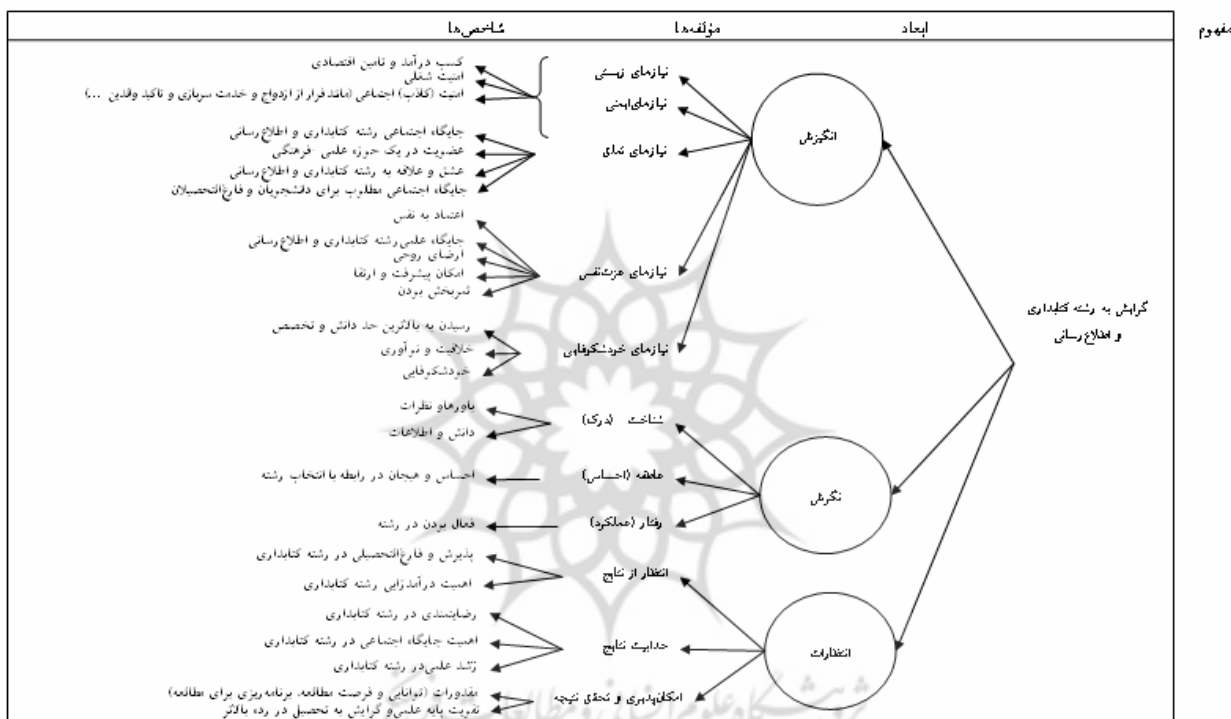 مفهوم
ابعاد
مؤلفه‌ها
شاخص‌ها
گرایش به رشته کتابداری
و اطلاع‌رسانی
انگیزش
نیازهای زیستی
نیازهای ایمنی
کسب درآمد و تامین اقتصادی
امنیت شغلی
امنیت (کاذب) اجتماعی (مانند فرار از ازدواج و خدمت سربازی و تاکید والدین ...)
نیازهای تعلق
جایگاه اجتماعی رشته کتابداری و اطلاع‌رسانی
عضویت در یک حوزه علمی -فرهنگی
عشق و علاقه به رشته کتابداری و اطلاع‌رسانی
جایگاه اجتماعی مطلوب برای دانشجویان و فارغ‌التحصیلان
نیازهای عزت‌نفس
اعتماد به نفس
جایگاه علمی رشته کتابداری و اطلاع‌رسانی
ارضای روحی
امکان پیشرفت و ارتقا
ثمربخش بودن
نیازهای خودشکوفایی
رسیدن به بالاترین حد دانش و تخصص
خلاقیت و نوآوری
خودشکوفایی
نگرش
شناخت (درک)
باورها و نظرات
دانش و اطلاعات
عاطفه (احساس)
احساس و هیجان در رابطه با انتخاب رشته
رفتار (عملکرد)
فعال بودن در رشته
انتظارات
انتظار از نتایج
پذیرش و فارغ‌التحصیلی در رشته کتابداری
اهمیت درآمدزایی رشته کتابداری
جذابیت نتایج
رضایتمندی در رشته کتابداری
اهمیت جایگاه اجتماعی در رشته کتابداری
رشد علمی در رشته کتابداری
امکان‌پذیری و تحقق نتیجه
مقدورات (توانایی و فرصت مطالعه، برنامه‌ریزی برای مطالعه)
تقویت پایه علمی و گرایش به تحصیل در رده بالاتر